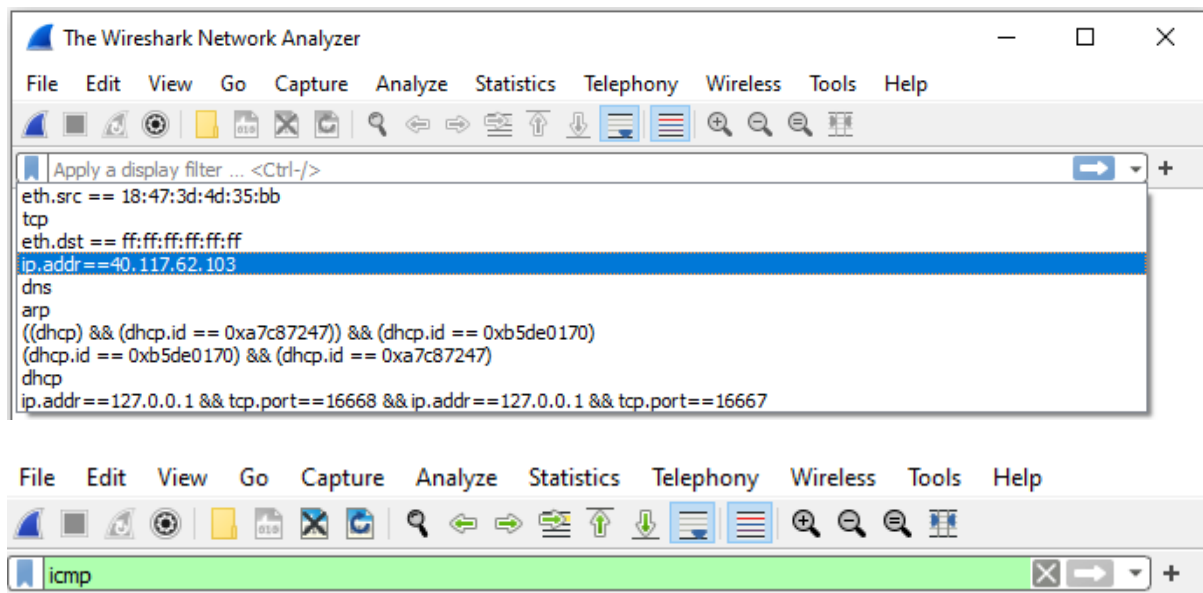 The Wireshark Network Analyzer
File Edit View Go Capture Analyze Statistics Telephony Wireless Tools Help
Apply a display filter ... <Ctrl-/>
eth.src == 18:47:3d:4d:35:bb
tcp
eth.dst == ff:ff:ff:ff:ff:ff
ip.addr==40.117.62.103
dns
arp
((dhcp) && (dhcp.id == 0xa7c87247)) && (dhcp.id == 0xb5de0170)
(dhcp.id == 0xb5de0170) && (dhcp.id == 0xa7c87247)
dhcp
ip.addr==127.0.0.1 && tcp.port==16668 && ip.addr==127.0.0.1 && tcp.port==16667
File Edit View Go Capture Analyze Statistics Telephony Wireless Tools Help
icmp